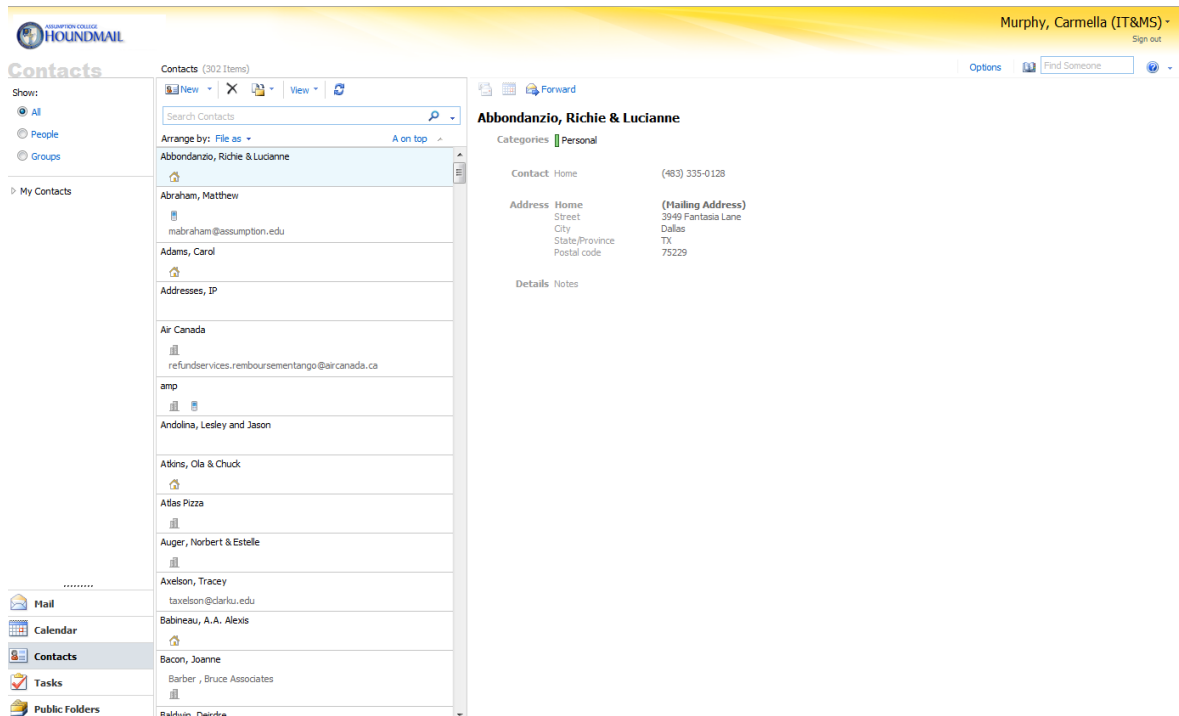 ASSUMPTION COLLEGE
HOUNDMAIL
Murphy, Carmella (IT&MS)
Sign out
Contacts
Contacts (302 Items)
Options
Find Someone
Show:
All
People
Groups
My Contacts
New
View
Search Contacts
Arrange by: File as
A on top
Abbondanzio, Richie & Lucianne
Abraham, Matthew
mabraham@assumption.edu
Adams, Carol
Addresses, IP
Air Canada
refundservices.remboursementango@aircanada.ca
amp
Andolina, Lesley and Jason
Atkins, Ola & Chuck
Atlas Pizza
Auger, Norbert & Estelle
Axelson, Tracey
taxelson@clarku.edu
Babineau, A.A. Alexis
Bacon, Joanne
Barber , Bruce Associates
Baldwin, Deirdre
Forward
Abbondanzio, Richie & Lucianne
Categories Personal
Contact Home (483) 335-0128
Address Home (Mailing Address)
Street 3949 Fantasia Lane
City Dallas
State/Province TX
Postal code 75229
Details Notes
Mail
Calendar
Contacts
Tasks
Public Folders